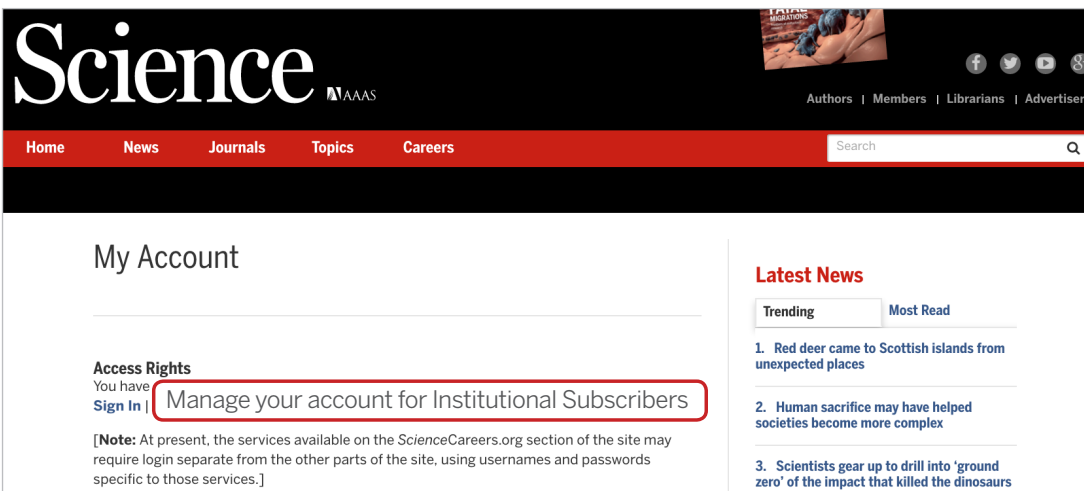 FATAL
MIGRATIONS
Science
AAAS
Authors | Members | Librarians | Advertiser
Home News Journals Topics Careers
Search
My Account
Access Rights
You have
Sign In |
Manage your account for Institutional Subscribers
[Note: At present, the services available on the ScienceCareers.org section of the site may
require login separate from the other parts of the site, using usernames and passwords
specific to those services.]
Latest News
Trending Most Read
1. Red deer came to Scottish islands from
unexpected places
2. Human sacrifice may have helped
societies become more complex
3. Scientists gear up to drill into ‘ground
zero’ of the impact that killed the dinosaurs